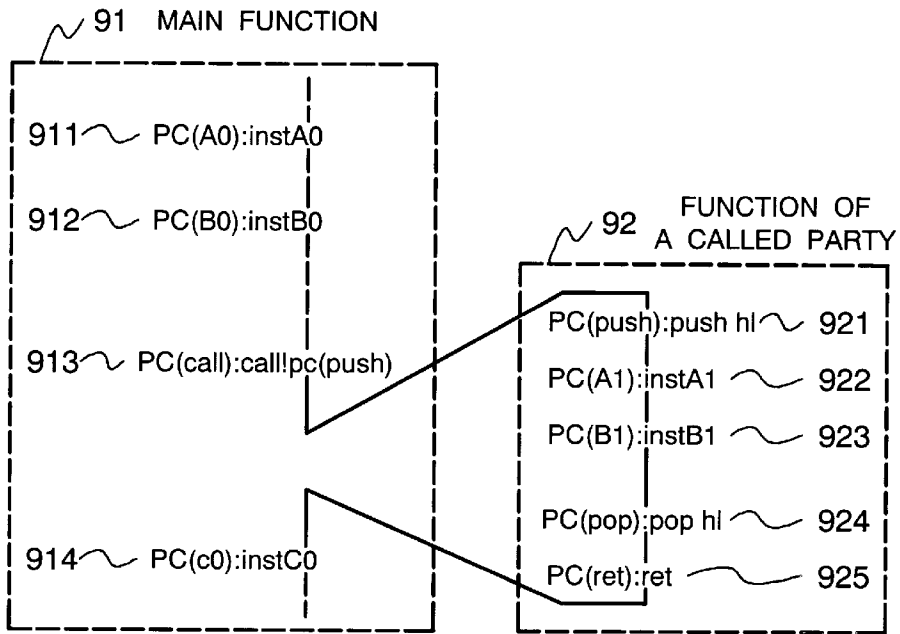 91 MAIN FUNCTION
911 PC(A0):instA0
912 PC(B0):instB0
913 PC(call):call!pc(push)
914 PC(c0):instC0
92 FUNCTION OF
A CALLED PARTY
PC(push):push hl 921
PC(A1):instA1 922
PC(B1):instB1 923
PC(pop):pop hl 924
PC(ret):ret 925